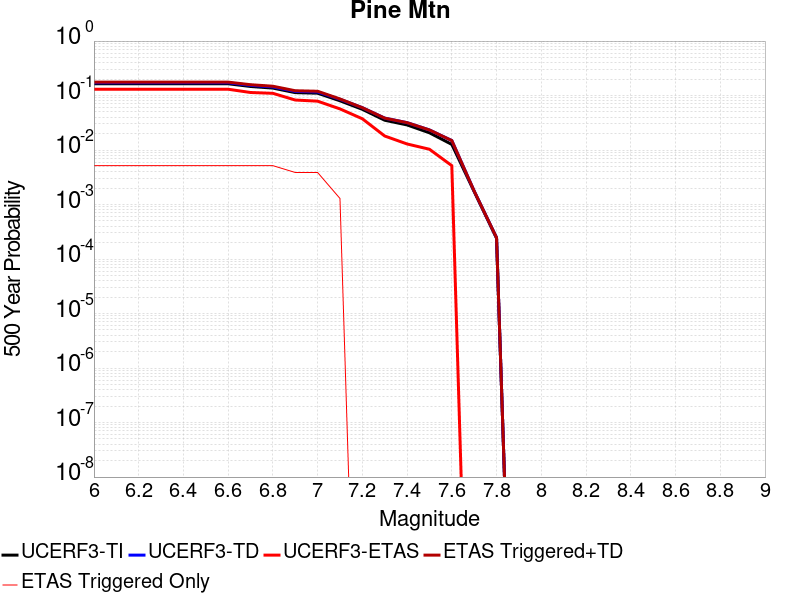 Pine Mtn
10^0
10^-1
10^-2
10^-3
10^-4
10^-5
10^-6
10^-7
10^-8
500 Year Probability
6 6.2 6.4 6.6 6.8 7 7.2 7.4 7.6 7.8 8 8.2 8.4 8.6 8.8 9
Magnitude
UCERF3-TI UCERF3-TD UCERF3-ETAS ETAS Triggered+TD
ETAS Triggered Only